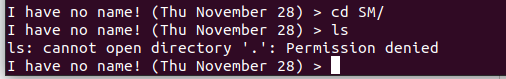 I have no name! (Thu November 28) > cd SM/
I have no name! (Thu November 28) > ls
ls: cannot open directory '.': Permission denied
I have no name! (Thu November 28) >